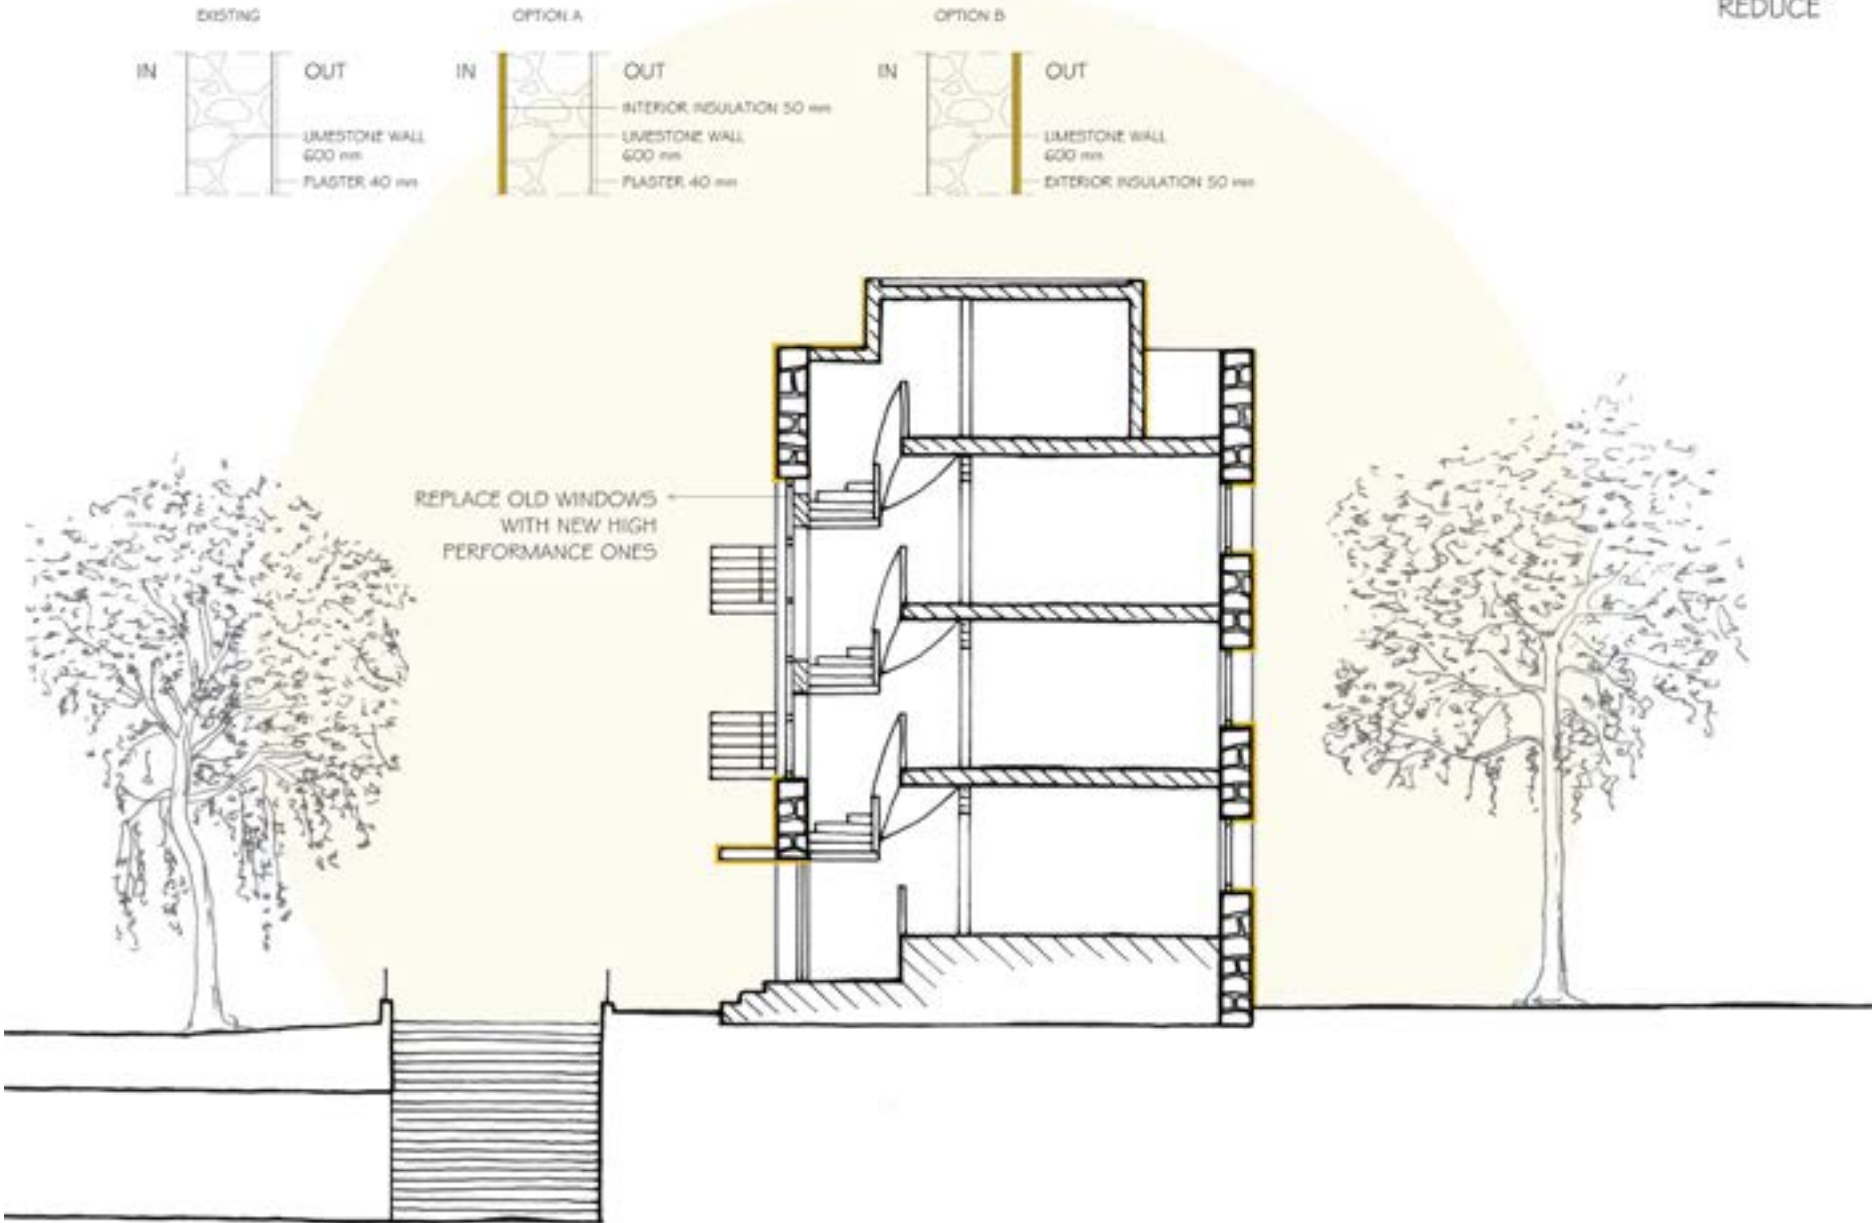 REDUCE
EXISTING
IN
OUT
LIMESTONE WALL
600 mm
PLASTER 40 mm
OPTION A
IN
OUT
INTERIOR INSULATION 50 mm
LIMESTONE WALL
600 mm
PLASTER 40 mm
OPTION B
IN
OUT
LIMESTONE WALL
600 mm
EXTERIOR INSULATION 50 mm
REPLACE OLD WINDOWS
WITH NEW HIGH
PERFORMANCE ONES